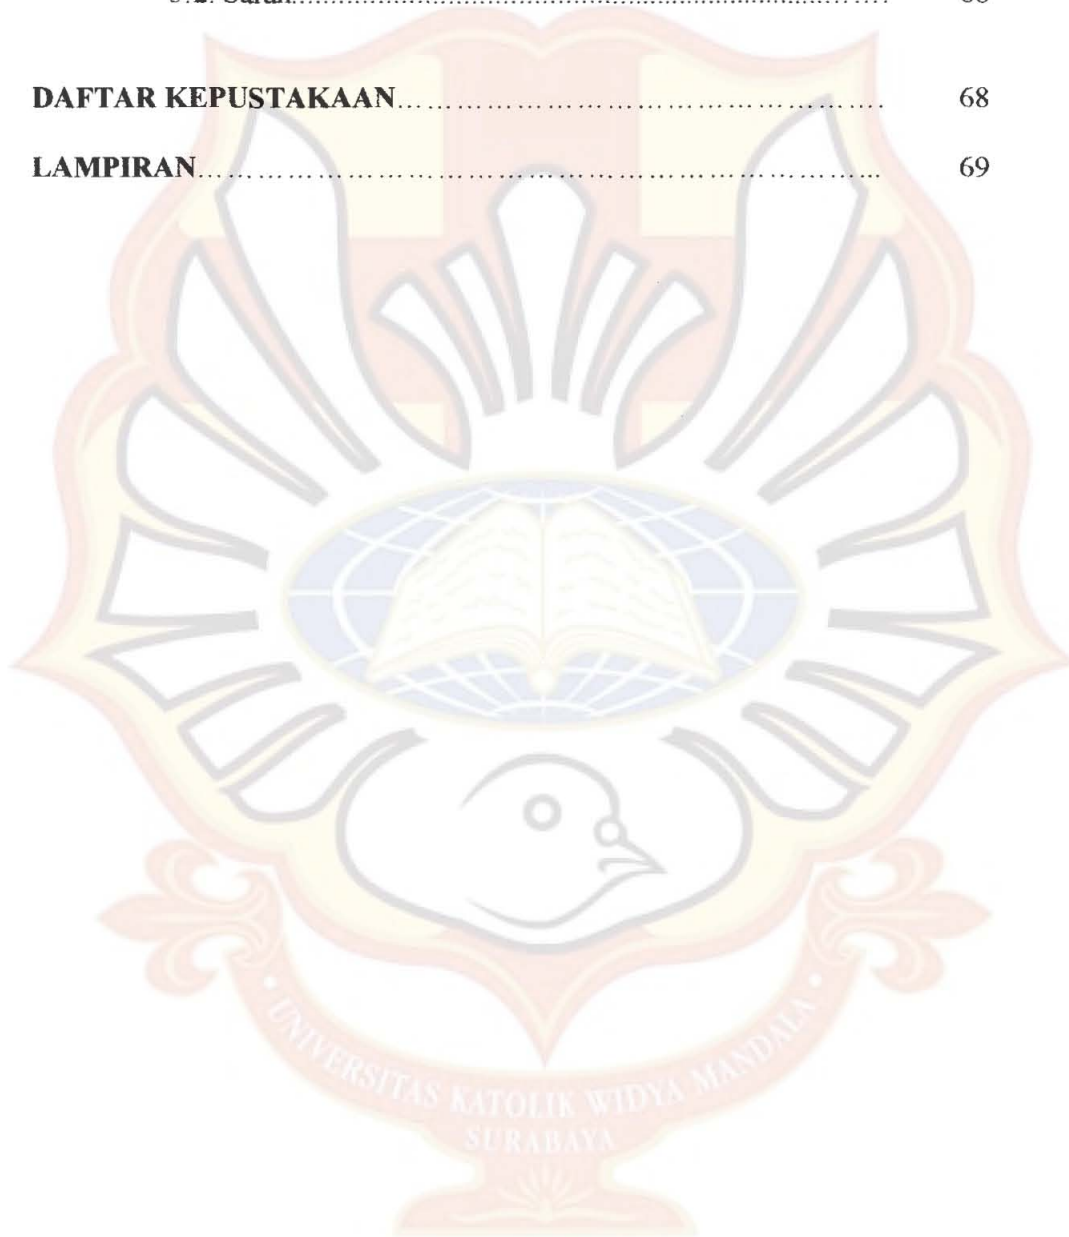 DAFTAR KEPUSTAKAAN................................................ 68
LAMPIRAN................................................................ 69
UNIVERSITAS KATOLIK WIDYA MANDALA
SURABAYA